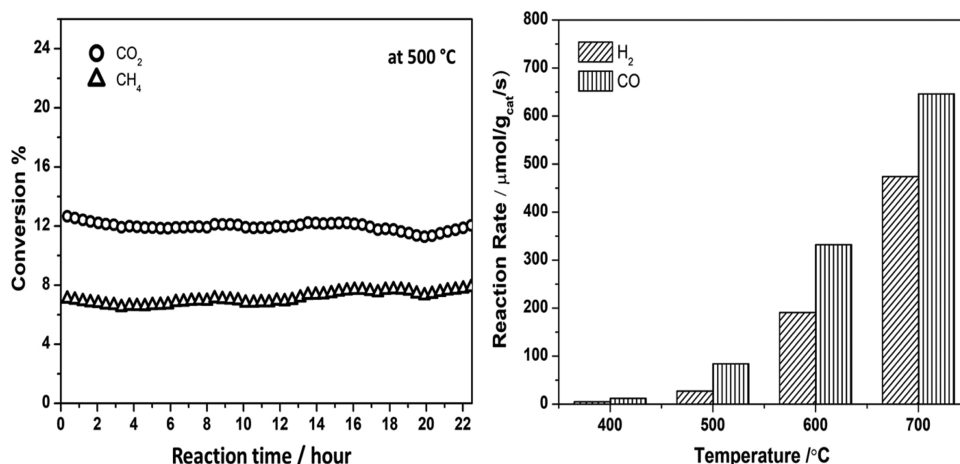 24
20
16
12
8
4
0
Conversion %
CO₂
CH₄
at 500 °C
0 2 4 6 8 10 12 14 16 18 20 22
Reaction time / hour
800
700
600
500
400
300
200
100
0
Reaction Rate / μmol/g_cat/s)
H₂
CO
400 500 600 700
Temperature /°C